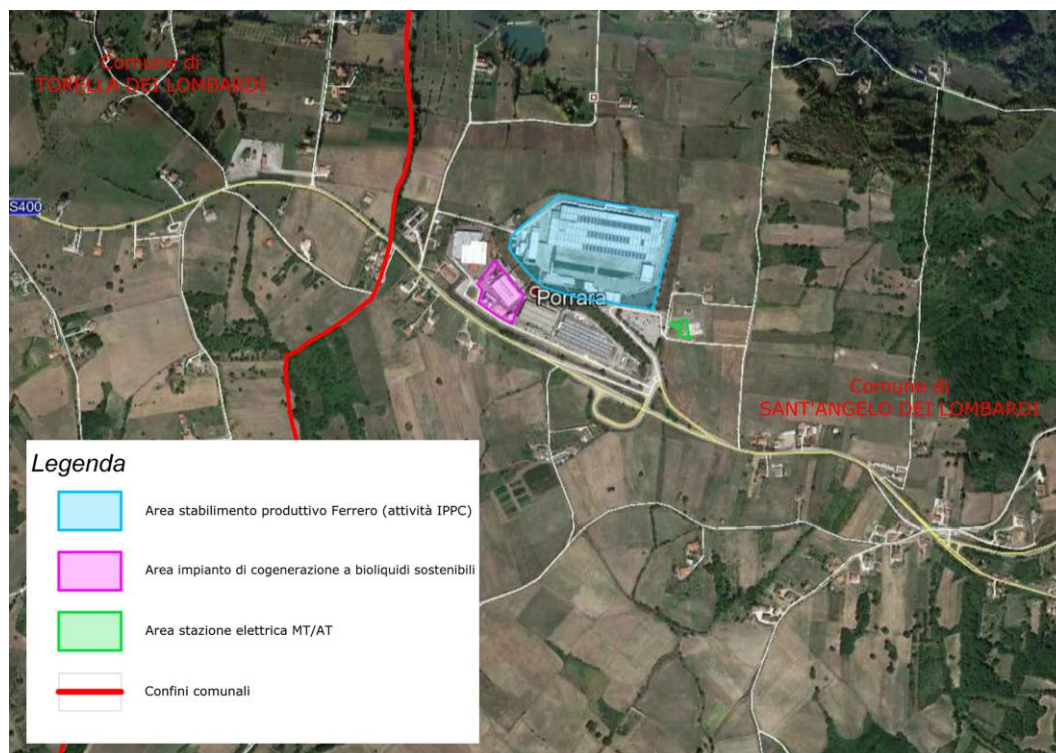 Comune di
TORELLA DEI LOMBARDI
S400
Porrara
Comune di
SANT'ANGELO DEI LOMBARDI
Legenda
Area stabilimento produttivo Ferrero (attività IPPC)
Area impianto di cogenerazione a bioliquidi sostenibili
Area stazione elettrica MT/AT
Confini comunali